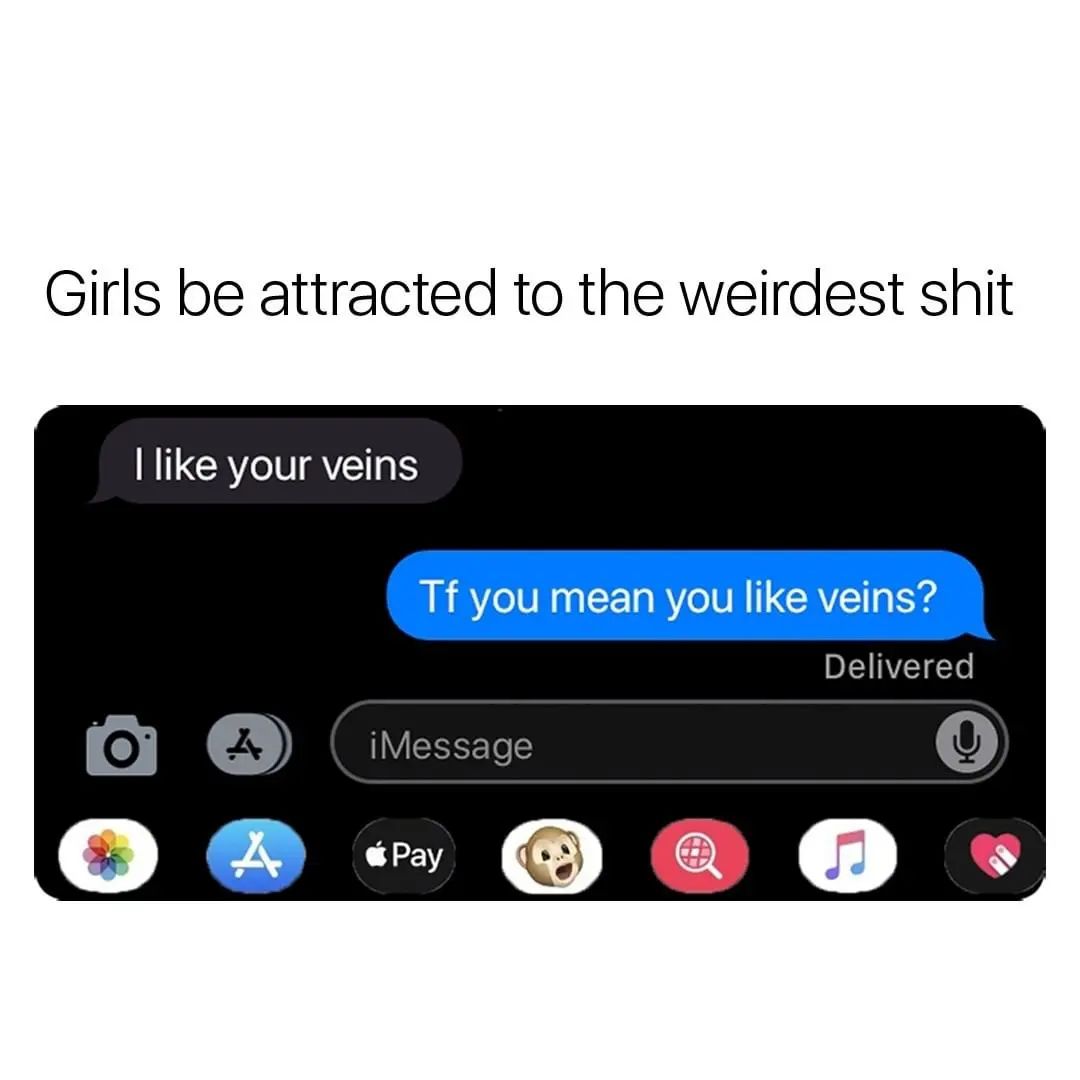 Girls be attracted to the weirdest shit
I like your veins
Tf you mean you like veins?
Delivered
iMessage
Pay